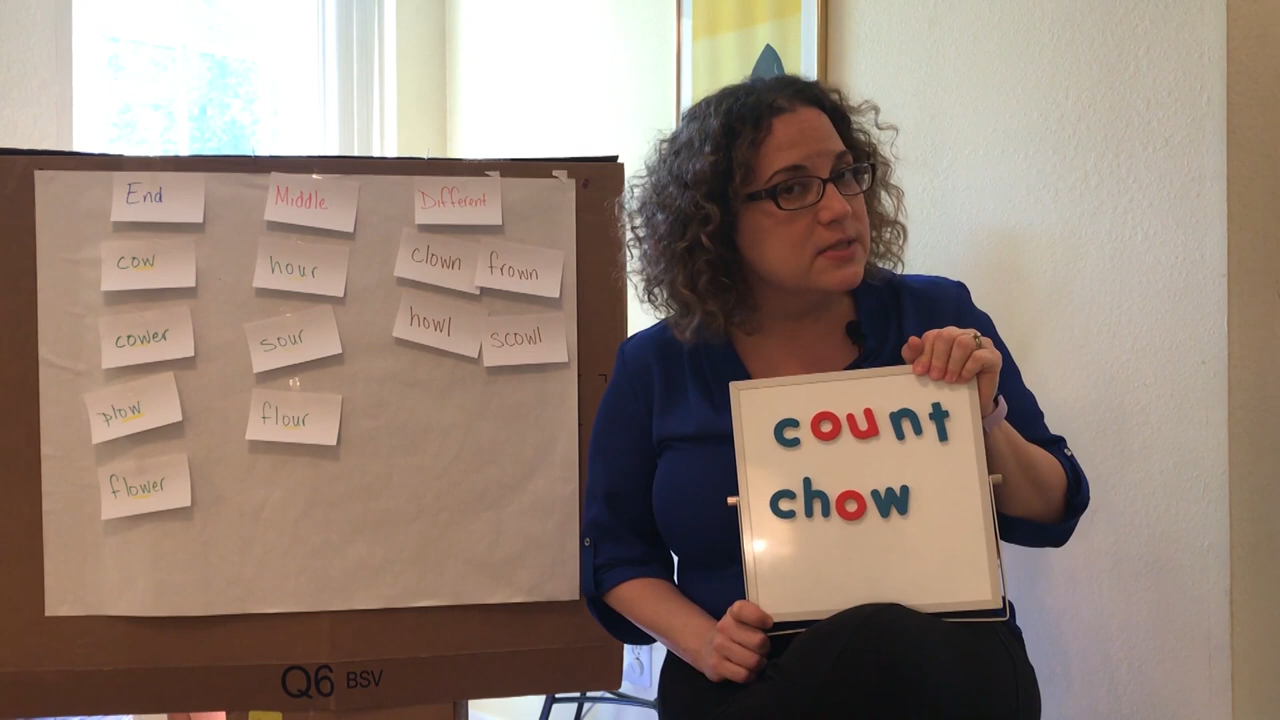 End Middle Different
cow hour clown frown
cower sour howl scowl
plow flour
flower
count
chow
Q6 BSV